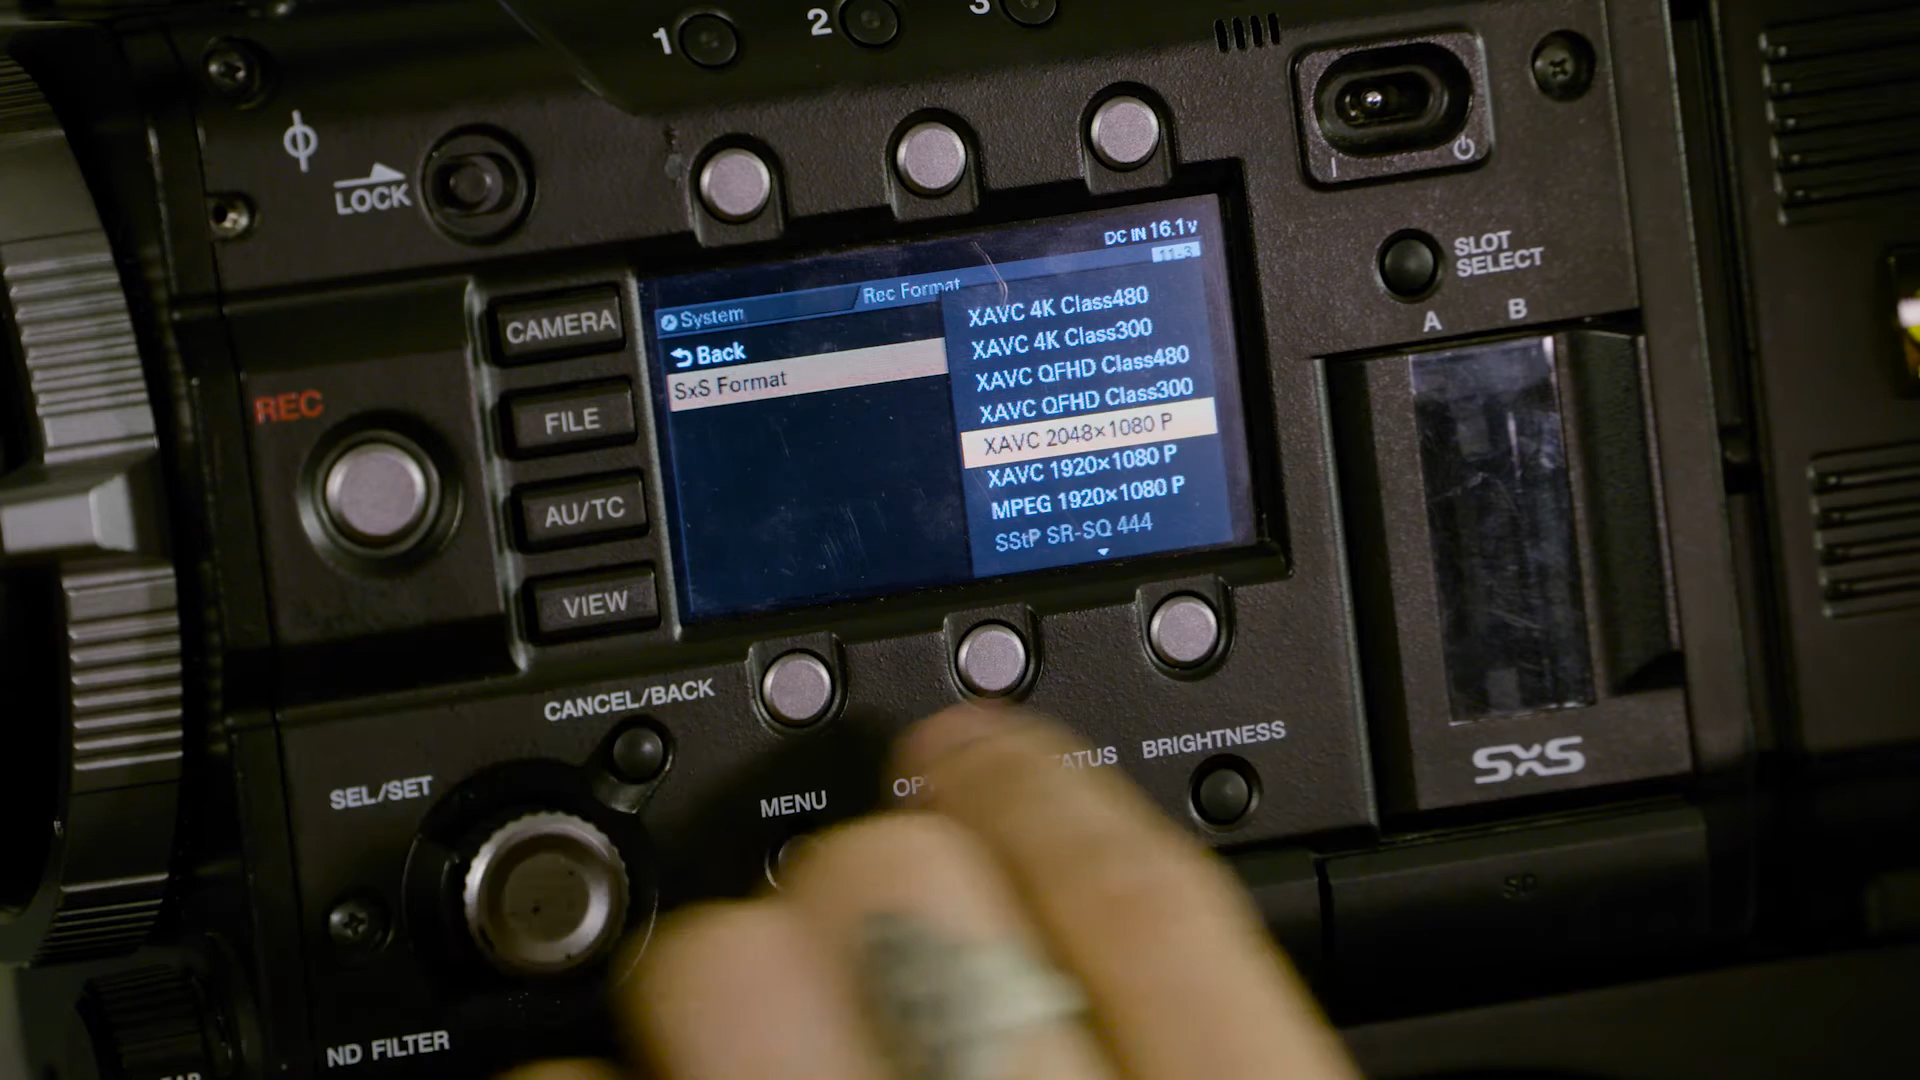 1
2
3
LOCK
DC IN 16.1V
SLOT
SELECT
A
B
System
Rec Format
Back
SxS Format
XAVC 4K Class480
XAVC 4K Class300
XAVC QFHD Class480
XAVC QFHD Class300
XAVC 2048×1080 P
XAVC 1920×1080 P
MPEG 1920×1080 P
SStP SR-SQ 444
CAMERA
FILE
AU/TC
VIEW
REC
CANCEL/BACK
SEL/SET
MENU
BRIGHTNESS
SxS
ND FILTER